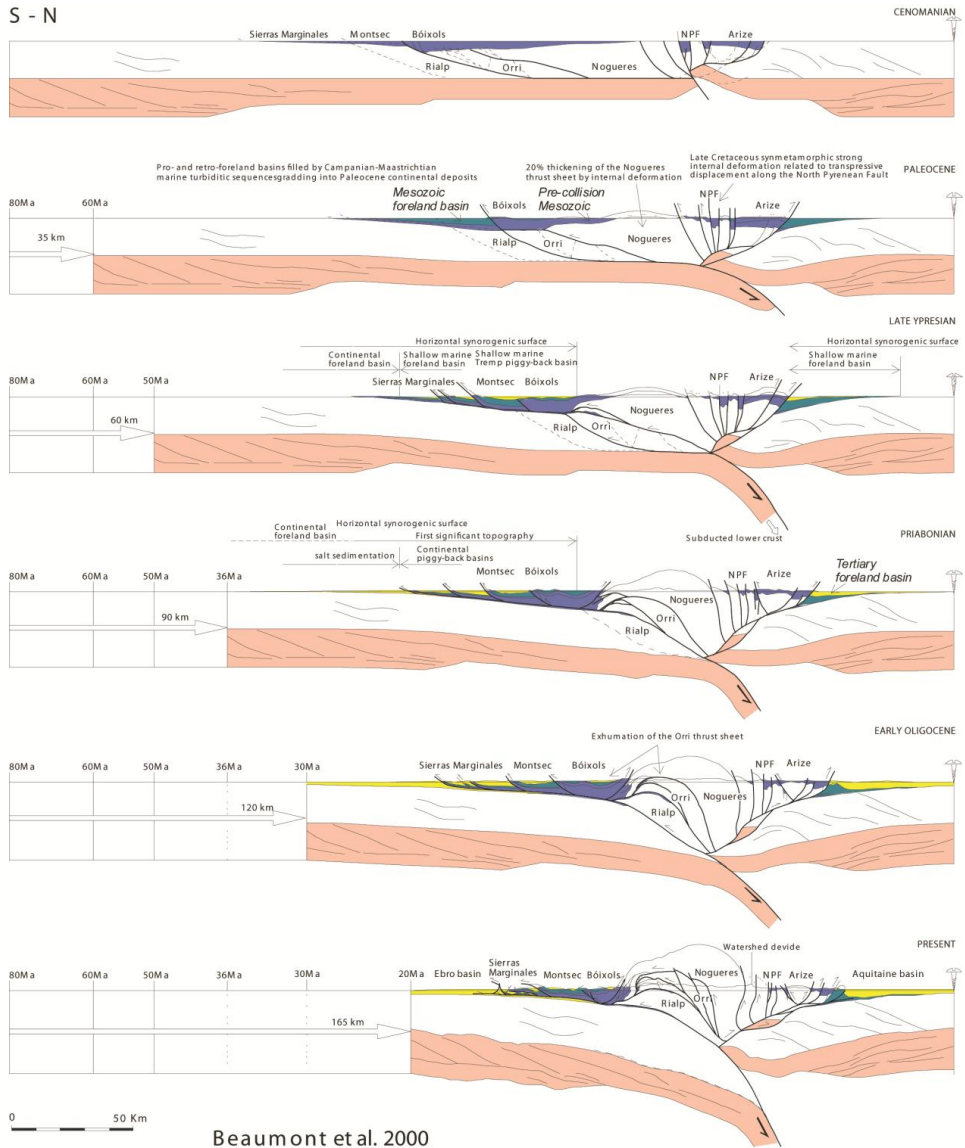 S - N
CENOMANIAN
Sierras Marginales Montsec Bóixols NPF Arize
Rialp Orri Nogueres
Pro- and retro-foreland basins filled by Campanian-Maastrichtian
marine turbiditic sequencesgradding into Paleocene continental deposits
20% thickening of the Nogueres
thrust sheet by internal deformation
Late Cretaceous synmetamorphic strong
internal deformation related to transpressive
displacement along the North Pyrenean Fault
PALEOCENE
Mesozoic
foreland basin
Pre-collision
Mesozoic
80Ma 60Ma
Bóixols NPF Arize
35 km
Rialp Orri Nogueres
LATE YPRESIAN
Horizontal synorogenic surface
Horizontal synorogenic surface
Continental
foreland basin
Shallow marine
foreland basin
Shallow marine
Tremp piggy-back basin
Shallow marine
foreland basin
80Ma 60Ma 50Ma
Sierras Marginales Montsec Bóixols NPF Arize
60 km
Rialp Orri Nogueres
Subducted lower crust
PRIABONIAN
Horizontal synorogenic surface
Continental
foreland basin
First significant topography
salt sedimentation
Continental
piggy-back basins
Tertiary
foreland basin
80Ma 60Ma 50Ma 36Ma
Montsec Bóixols NPF Arize
90 km
Rialp Orri Nogueres
EARLY OLIGOCENE
Exhumation of the Orri thrust sheet
80Ma 60Ma 50Ma 36Ma 30Ma
Sierras Marginales Montsec Bóixols NPF Arize
120 km
Rialp Orri Nogueres
PRESENT
Watershed devide
80Ma 60Ma 50Ma 36Ma 30Ma 20Ma
Ebro basin
Sierras
Marginales
Montsec Bóixols Nogueres NPF Arize Aquitaine basin
165 km
Rialp Orri
0 50 Km
Beaumont et al. 2000